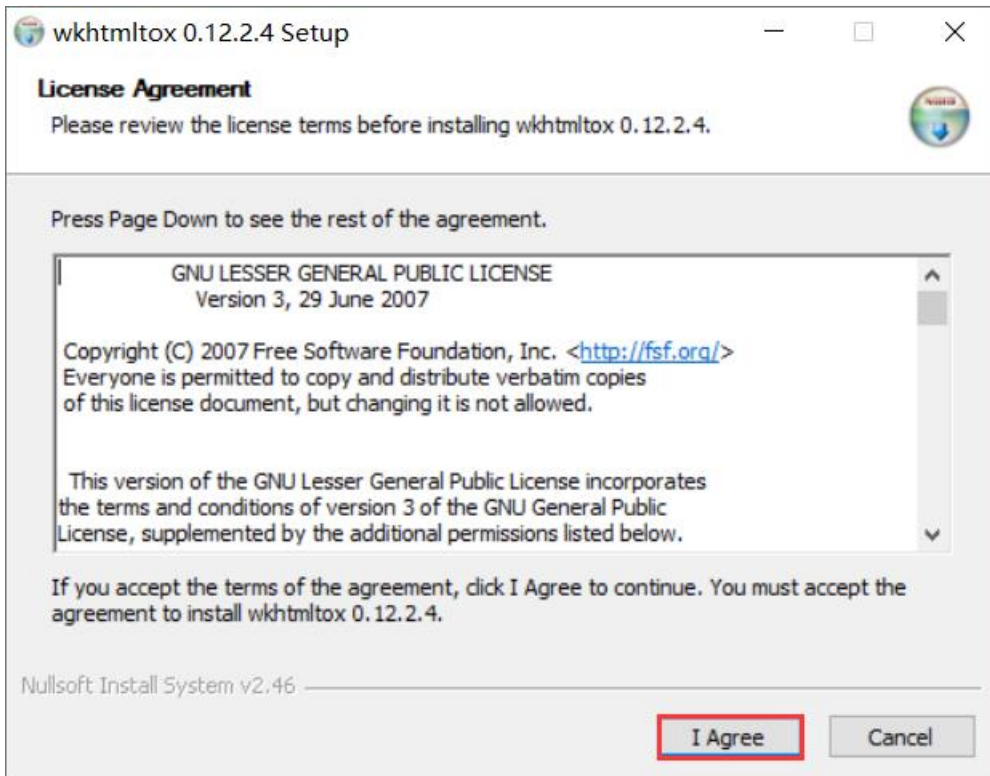 wkhtmltox 0.12.2.4 Setup
License Agreement
Please review the license terms before installing wkhtmltox 0.12.2.4.
Press Page Down to see the rest of the agreement.
GNU LESSER GENERAL PUBLIC LICENSE
Version 3, 29 June 2007
Copyright (C) 2007 Free Software Foundation, Inc. <http://fsf.org/>
Everyone is permitted to copy and distribute verbatim copies
of this license document, but changing it is not allowed.
This version of the GNU Lesser General Public License incorporates
the terms and conditions of version 3 of the GNU General Public
License, supplemented by the additional permissions listed below.
If you accept the terms of the agreement, click I Agree to continue. You must accept the
agreement to install wkhtmltox 0.12.2.4.
Nullsoft Install System v2.46
I Agree
Cancel